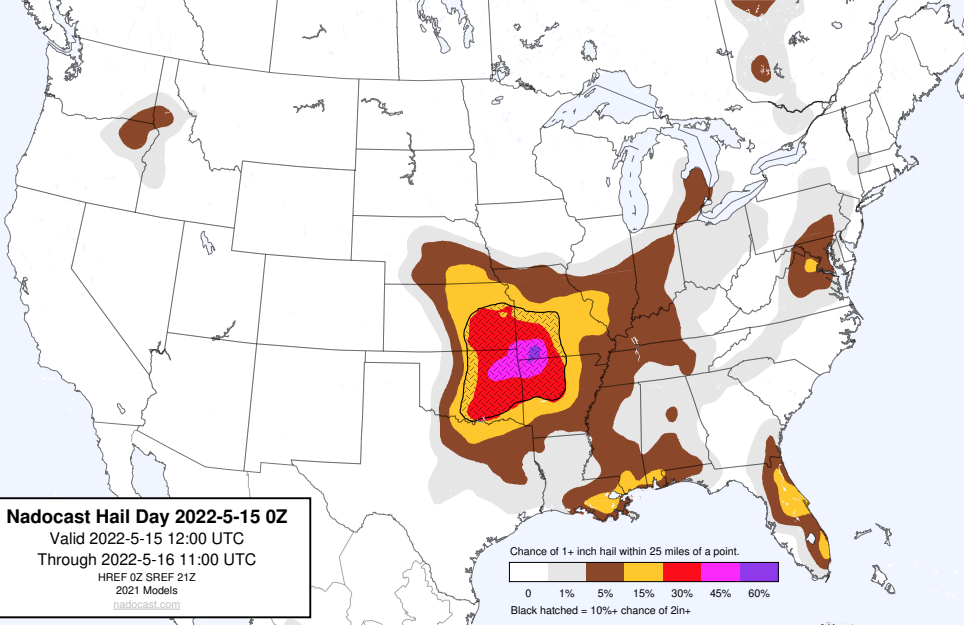 Nadocast Hail Day 2022-5-15 0Z
Valid 2022-5-15 12:00 UTC
Through 2022-5-16 11:00 UTC
HREF 0Z SREF 21Z
2021 Models
nadocast.com
Chance of 1+ inch hail within 25 miles of a point.
0 1% 5% 15% 30% 45% 60%
Black hatched = 10%+ chance of 2in+